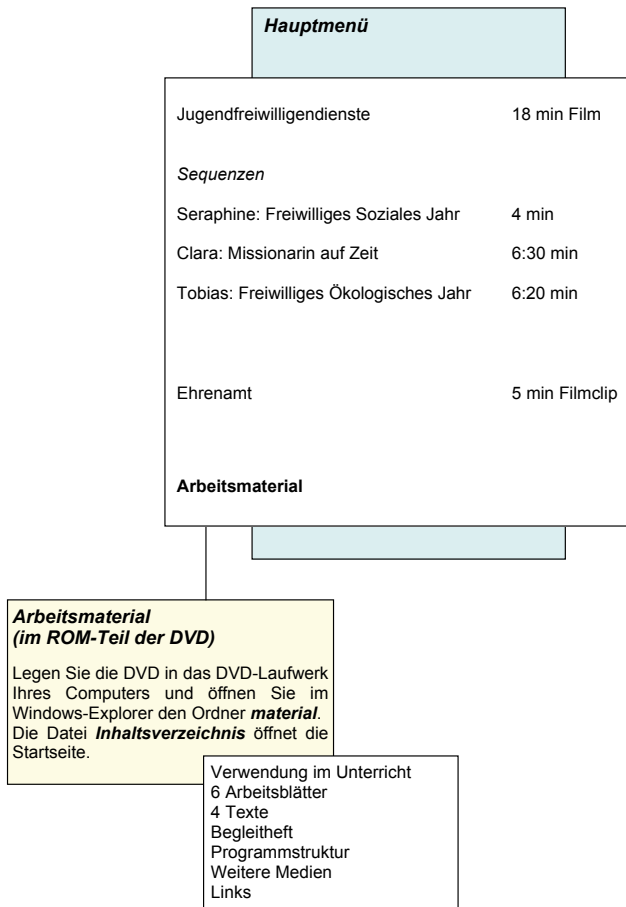 Hauptmenü
Jugendfreiwilligendienste 18 min Film
Sequenzen
Seraphine: Freiwilliges Soziales Jahr 4 min
Clara: Missionarin auf Zeit 6:30 min
Tobias: Freiwilliges Ökologisches Jahr 6:20 min
Ehrenamt 5 min Filmclip
Arbeitsmaterial
Arbeitsmaterial
(im ROM-Teil der DVD)
Legen Sie die DVD in das DVD-Laufwerk
Ihres Computers und öffnen Sie im
Windows-Explorer den Ordner material.
Die Datei Inhaltsverzeichnis öffnet die
Startseite.
Verwendung im Unterricht
6 Arbeitsblätter
4 Texte
Begleitheft
Programmstruktur
Weitere Medien
Links